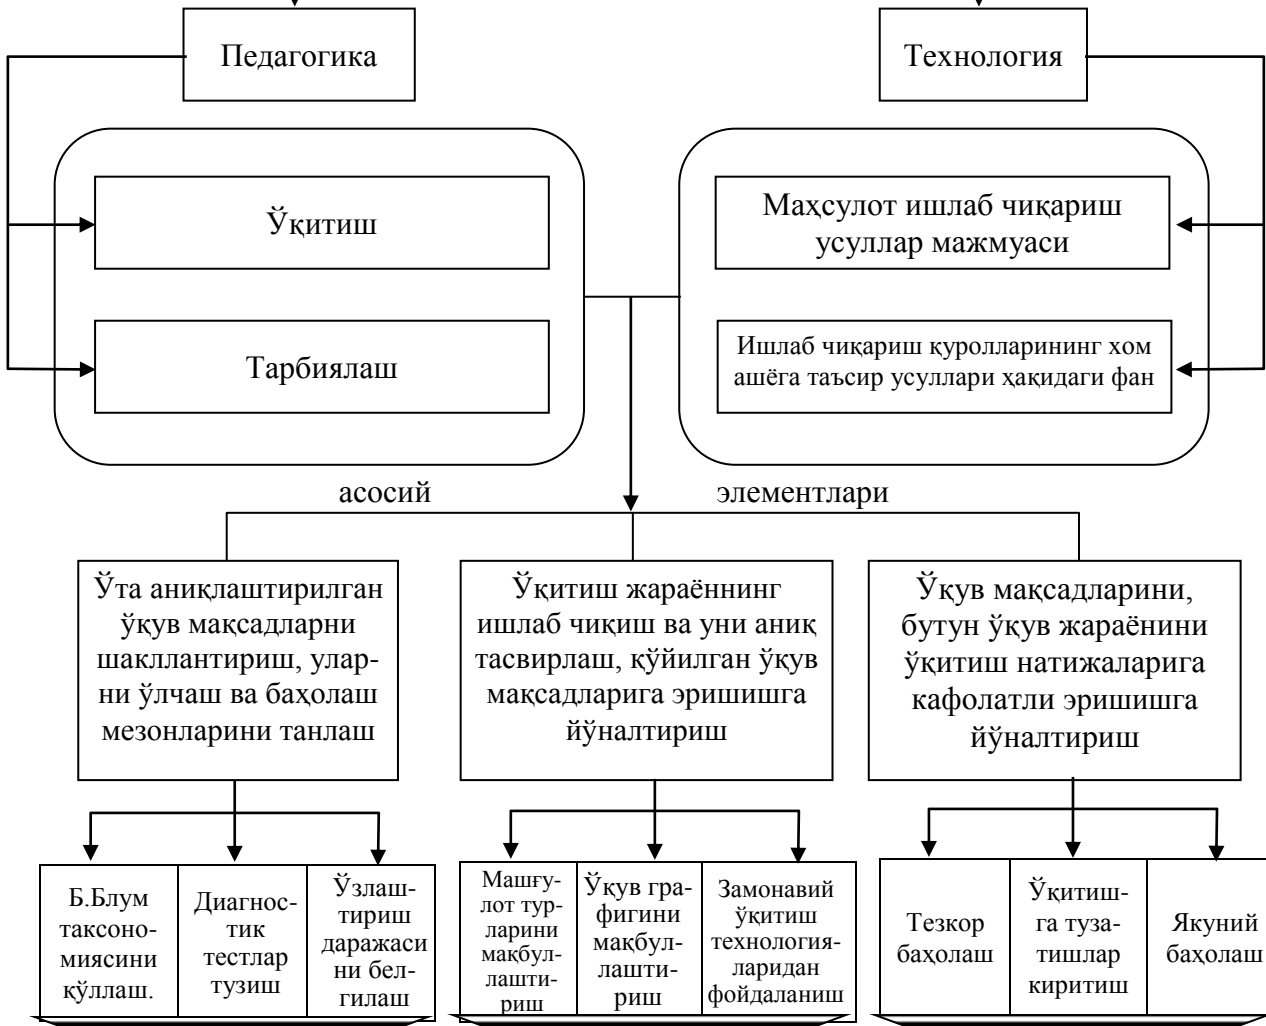 Педагогика
Технология
Ўқитиш
Маҳсулот ишлаб чиқариш
усуллар мажмуаси
Тарбиялаш
Ишлаб чиқариш қуролларининг хом
ашёга таъсир усуллари ҳақидаги фан
асосий элементлари
Ўта аниқлаштирилган
ўқув мақсадларни
шакллантириш, улар-
ни ўлчаш ва баҳолаш
мезонларини танлаш
Ўқитиш жараённинг
ишлаб чиқиш ва уни аниқ
тасвирлаш, қўйилган ўқув
мақсадларига эришишга
йўналтириш
Ўқув мақсадларини,
бутун ўқув жараёнини
ўқитиш натижаларига
кафолатли эришишга
йўналтириш
Б.Блум
таксоно-
миясини
қўллаш.
Диагнос-
тик
тестлар
тузиш
Ўзлаш-
тириш
даражаси
ни бел-
гилаш
Машғу-
лот тур-
ларини
мақбул-
лашти-
риш
Ўқув гра-
фигини
мақбул-
лашти-
риш
Замонавий
ўқитиш
технология-
ларидан
фойдаланиш
Тезкор
баҳолаш
Ўқитиш-
га туза-
тишлар
киритиш
Якуний
баҳолаш